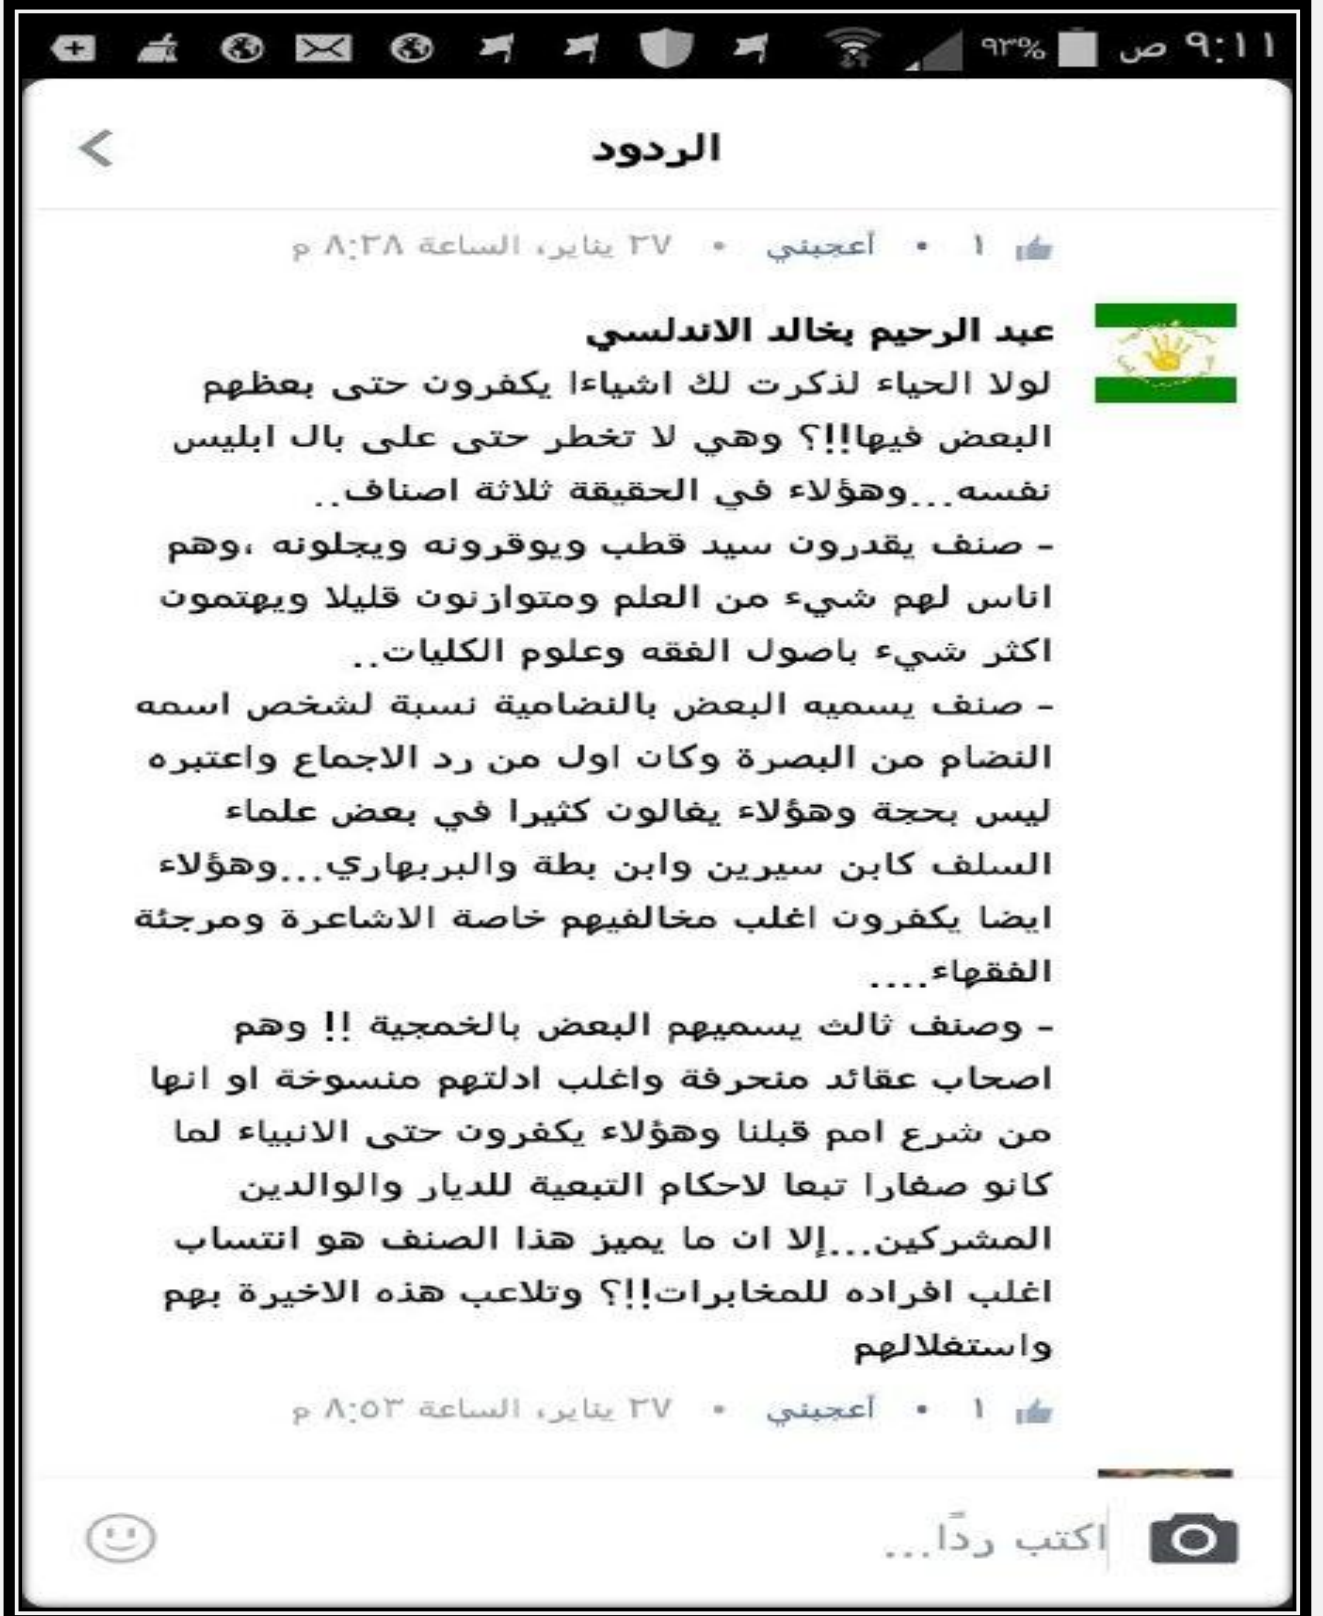 ٩:١١ ص ٩٣%
الردود
١ • أعجبني • ٢٧ يناير، الساعة ٨:٣٨ م
عبد الرحيم بخالد الاندلسي
لولا الحياء لذكرت لك اشياءا يكفرون حتى بعظهم
البعض فيها!!؟ وهي لا تخطر حتى على بال ابليس
نفسه...وهؤلاء في الحقيقة ثلاثة اصناف..
- صنف يقدرون سيد قطب ويوقرونه ويجلونه ،وهم
اناس لهم شيء من العلم ومتوازنون قليلا ويهتمون
اكثر شيء باصول الفقه وعلوم الكليات..
- صنف يسميه البعض بالنضامية نسبة لشخص اسمه
النضام من البصرة وكان اول من رد الاجماع واعتبره
ليس بحجة وهؤلاء يغالون كثيرا في بعض علماء
السلف كابن سيرين وابن بطة والبربهاري...وهؤلاء
ايضا يكفرون اغلب مخالفيهم خاصة الاشاعرة ومرجئة
الفقهاء....
- وصنف ثالث يسميهم البعض بالخمجية !! وهم
اصحاب عقائد منحرفة واغلب ادلتهم منسوخة او انها
من شرع امم قبلنا وهؤلاء يكفرون حتى الانبياء لما
كانو صغارا تبعا لاحكام التبعية للديار والوالدين
المشركين...إلا ان ما يميز هذا الصنف هو انتساب
اغلب افراده للمخابرات!!؟ وتلاعب هذه الاخيرة بهم
واستغلالهم
١ • أعجبني • ٢٧ يناير، الساعة ٨:٥٣ م
اكتب ردًا...